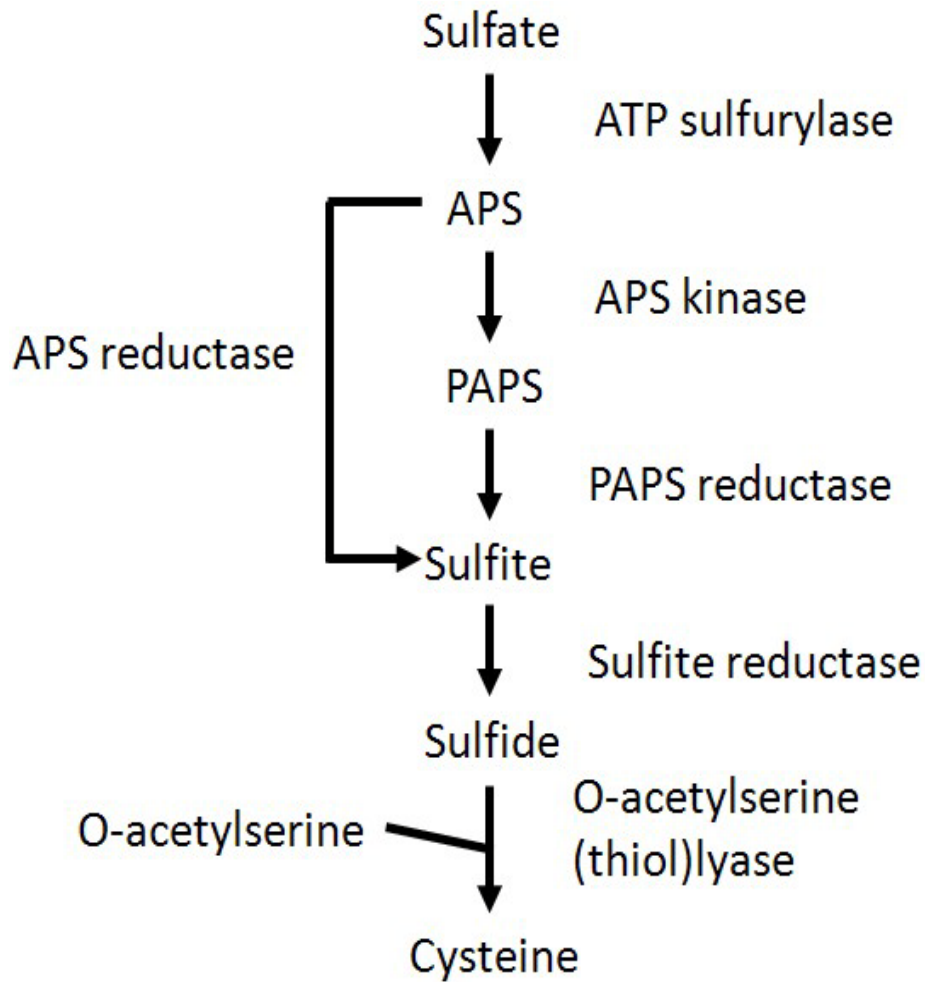 Sulfate
ATP sulfurylase
APS
APS kinase
APS reductase
PAPS
PAPS reductase
Sulfite
Sulfite reductase
Sulfide
O-acetylserine
O-acetylserine
(thiol)lyase
Cysteine